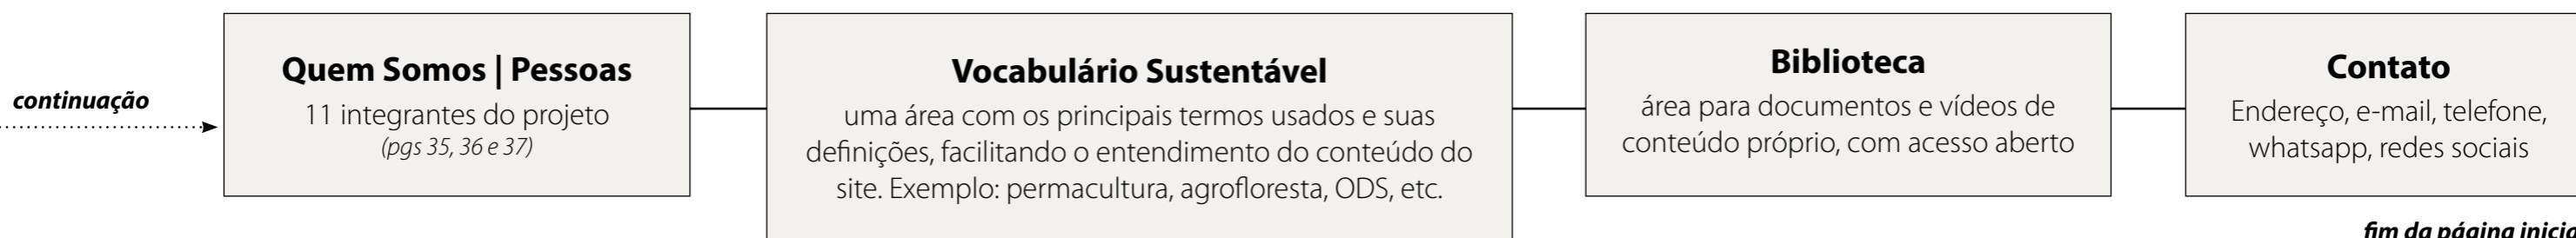 continuação
Quem Somos | Pessoas
11 integrantes do projeto
(pgs 35, 36 e 37)
Vocabulário Sustentável
uma área com os principais termos usados e suas
definições, facilitando o entendimento do conteúdo do
site. Exemplo: permacultura, agrofloresta, ODS, etc.
Biblioteca
área para documentos e vídeos de
conteúdo próprio, com acesso aberto
Contato
Endereço, e-mail, telefone,
whatsapp, redes sociais
fim da página